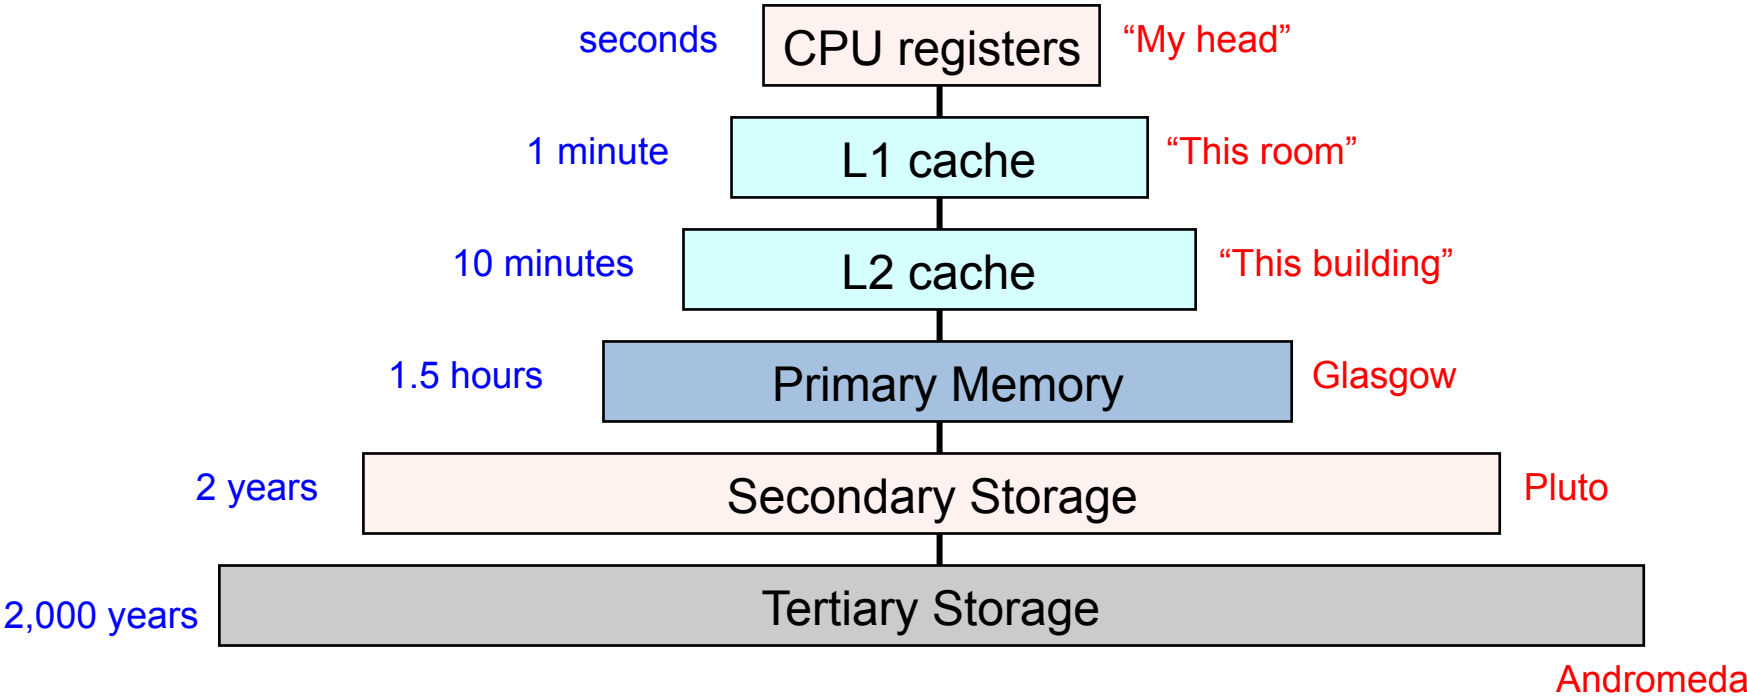 seconds CPU registers “My head”
1 minute L1 cache “This room”
10 minutes L2 cache “This building”
1.5 hours Primary Memory Glasgow
2 years Secondary Storage Pluto
2,000 years Tertiary Storage
Andromeda